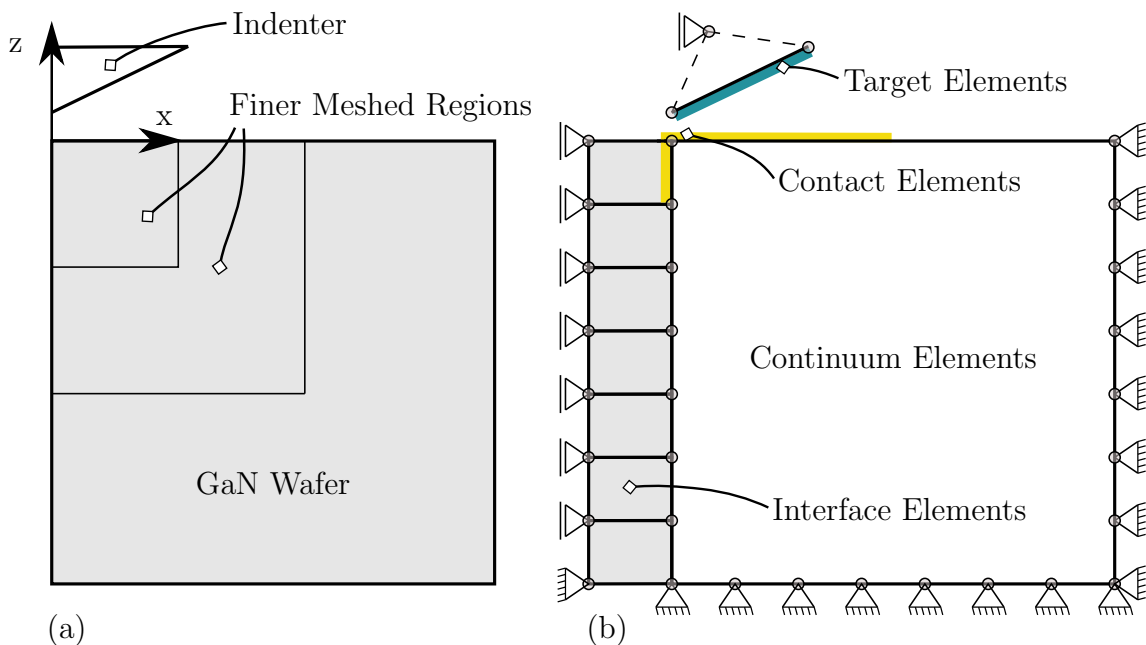 z
Indenter
Finer Meshed Regions
x
GaN Wafer
(a)
Target Elements
Contact Elements
Continuum Elements
Interface Elements
(b)